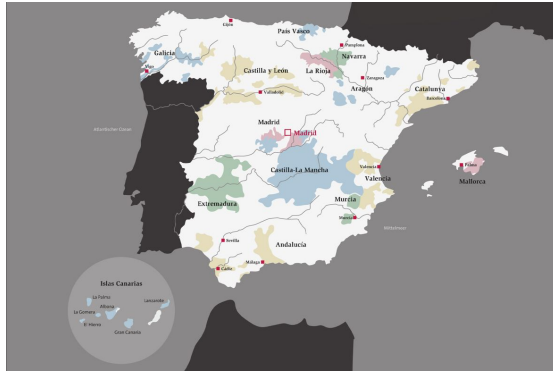 Gijón
País Vasco
Galicia
Pamplona
Vigo
Navarra
Castilla y León
La Rioja
Zaragoza
Aragón
Catalunya
Valladolid
Barcelona
Madrid
Madrid
Palma
Mallorca
Valencia
Castilla-La Mancha
Valencia
Murcia
Extremadura
Murcia
Sevilla
Andalucía
Málaga
Cádiz
Islas Canarias
La Palma
Lanzarote
La Gomera
El Hierro
Gran Canaria